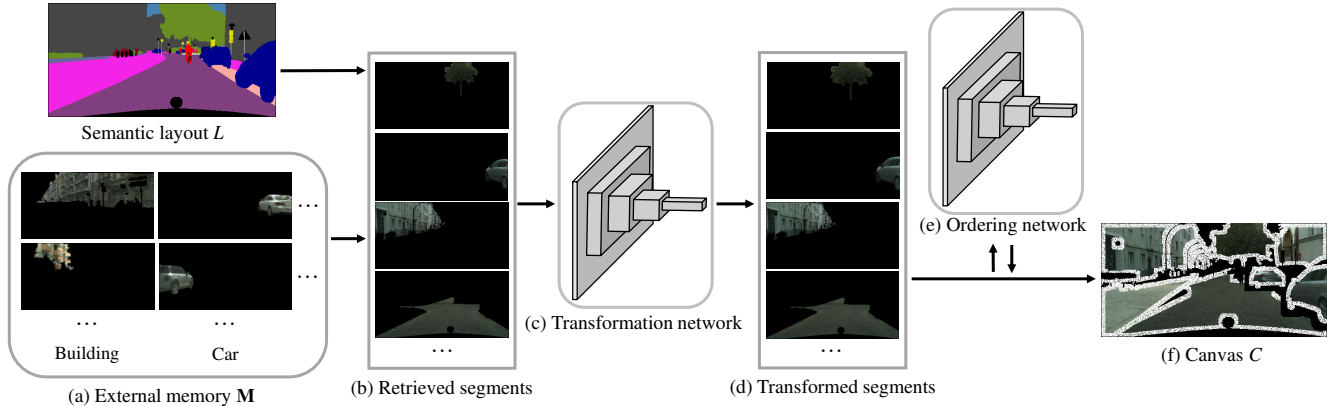 Semantic layout L
...
...
...
Building
Car
(a) External memory M
...
(b) Retrieved segments
(c) Transformation network
...
(d) Transformed segments
(e) Ordering network
(f) Canvas C